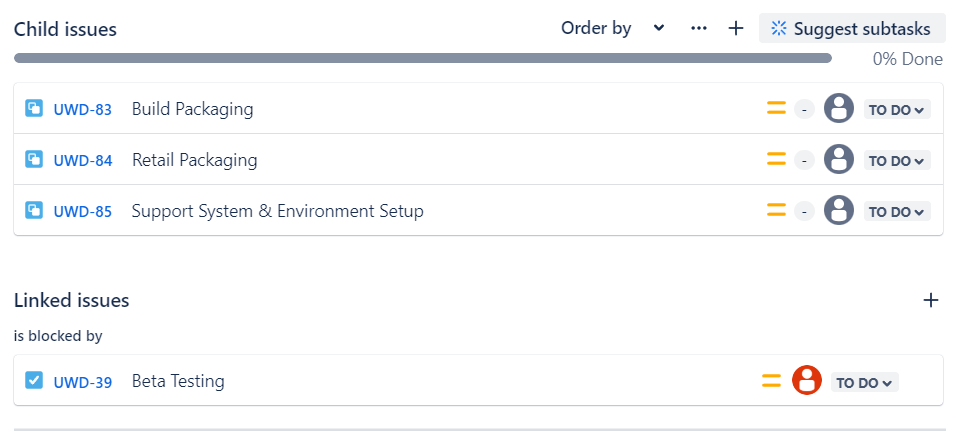 Child issues Order by Suggest subtasks
0% Done
UWD-83 Build Packaging - TO DO
UWD-84 Retail Packaging - TO DO
UWD-85 Support System & Environment Setup - TO DO
Linked issues
is blocked by
UWD-39 Beta Testing TO DO